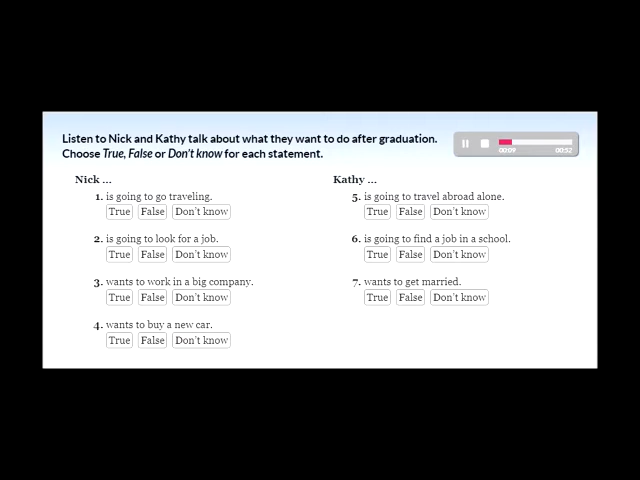 Listen to Nick and Kathy talk about what they want to do after graduation.
Choose True, False or Don't know for each statement.
00:09 00:52
Nick ...
1. is going to go traveling.
True False Don't know
2. is going to look for a job.
True False Don't know
3. wants to work in a big company.
True False Don't know
4. wants to buy a new car.
True False Don't know
Kathy ...
5. is going to travel abroad alone.
True False Don't know
6. is going to find a job in a school.
True False Don't know
7. wants to get married.
True False Don't know